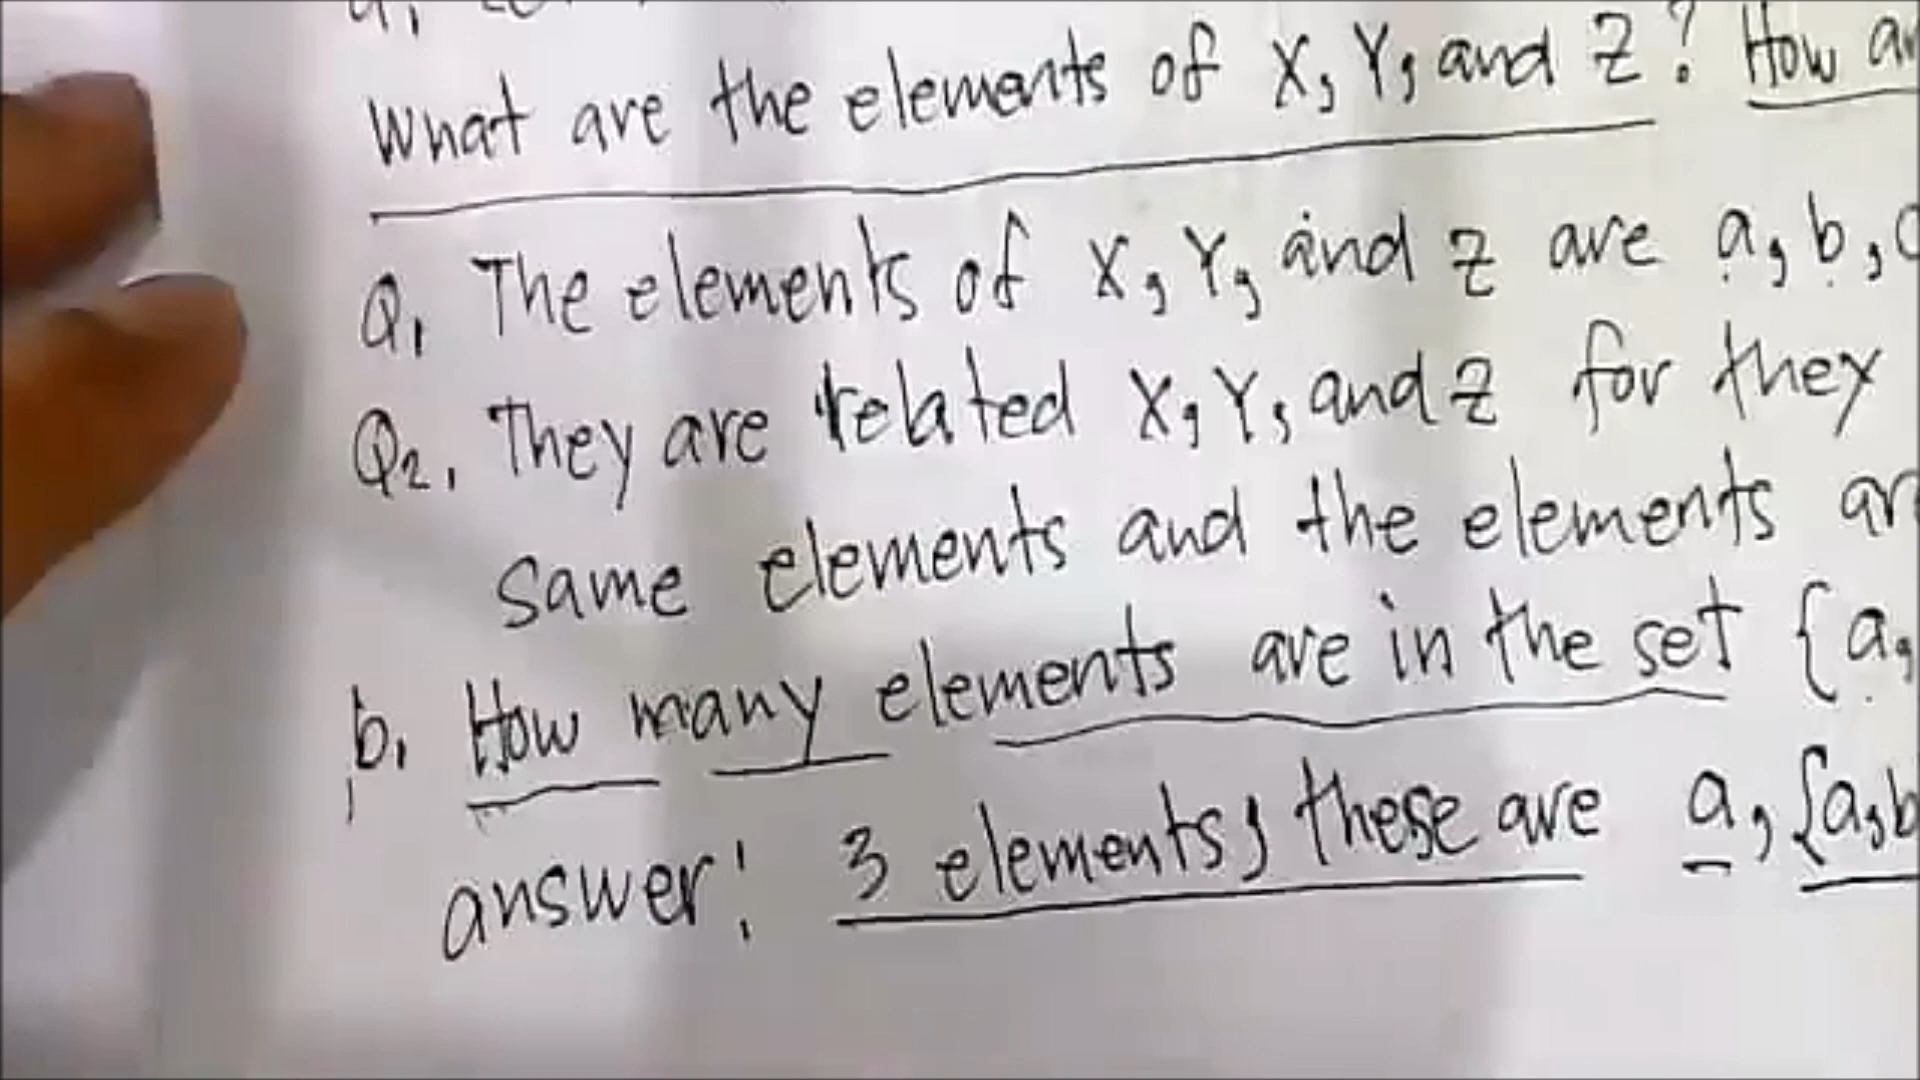 What are the elements of X, Y, and Z? How
Q1. The elements of X, Y, and Z are a, b,
Q2. They are related X, Y, and Z for they
same elements and the elements
b. How many elements are in the set {a,
answer: 3 elements; these are a, {a,b